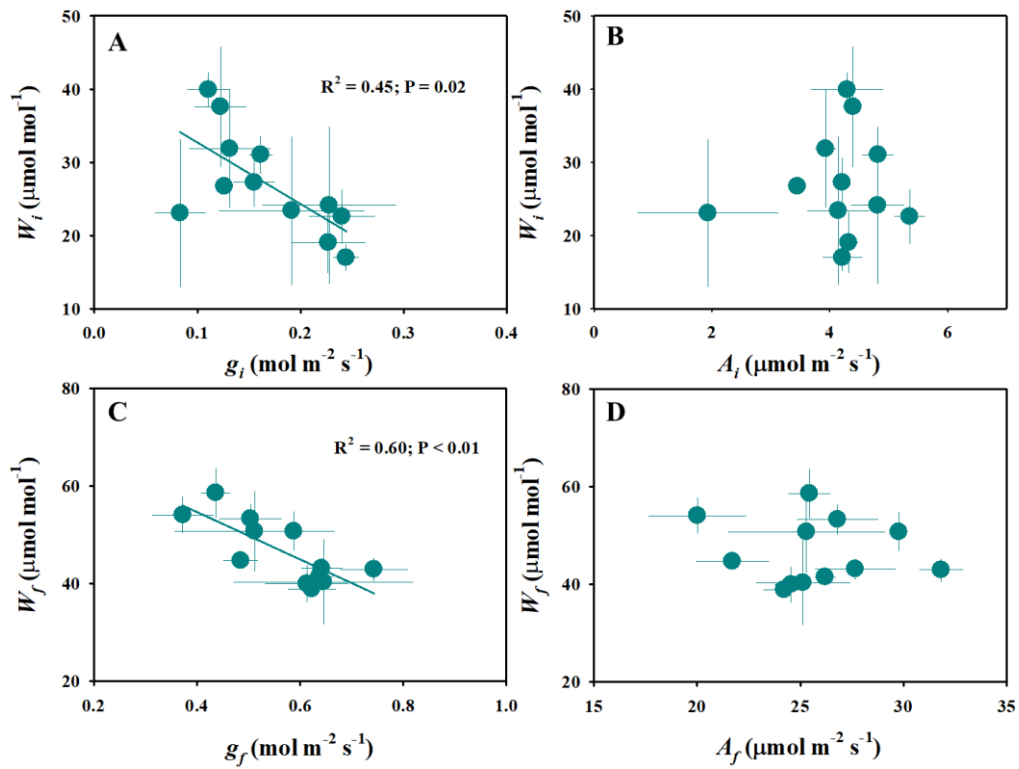 A
R² = 0.45; P = 0.02
Wᵢ (μmol mol⁻¹)
50
40
30
20
10
0.0 0.1 0.2 0.3 0.4
gᵢ (mol m⁻² s⁻¹)
B
Wᵢ (μmol mol⁻¹)
50
40
30
20
10
0 2 4 6
Aᵢ (μmol m⁻² s⁻¹)
C
R² = 0.60; P < 0.01
W_f (μmol mol⁻¹)
80
60
40
20
0.2 0.4 0.6 0.8 1.0
g_f (mol m⁻² s⁻¹)
D
W_f (μmol mol⁻¹)
80
60
40
20
15 20 25 30 35
A_f (μmol m⁻² s⁻¹)